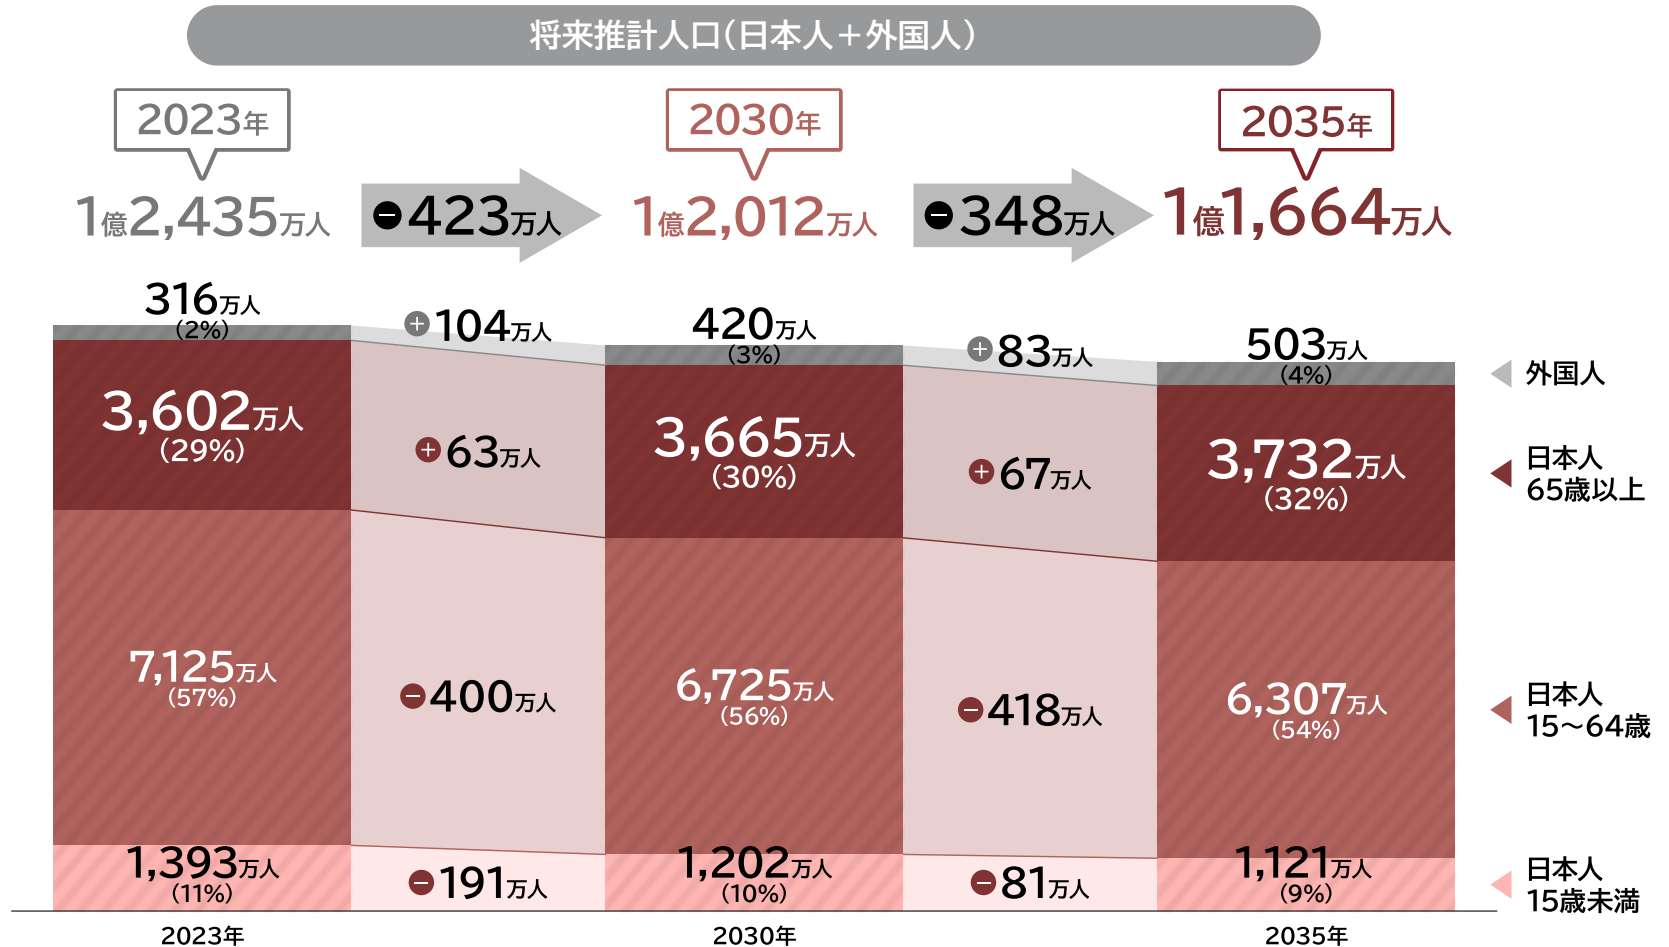 将来推計人口（日本人＋外国人）
2023年
2030年
2035年
1億2,435万人
－423万人
1億2,012万人
－348万人
1億1,664万人
316万人
（2%）
＋104万人
420万人
（3%）
＋83万人
503万人
（4%）
外国人
3,602万人
（29%）
＋63万人
3,665万人
（30%）
＋67万人
3,732万人
（32%）
日本人
65歳以上
7,125万人
（57%）
－400万人
6,725万人
（56%）
－418万人
6,307万人
（54%）
日本人
15〜64歳
1,393万人
（11%）
－191万人
1,202万人
（10%）
－81万人
1,121万人
（9%）
日本人
15歳未満
2023年
2030年
2035年